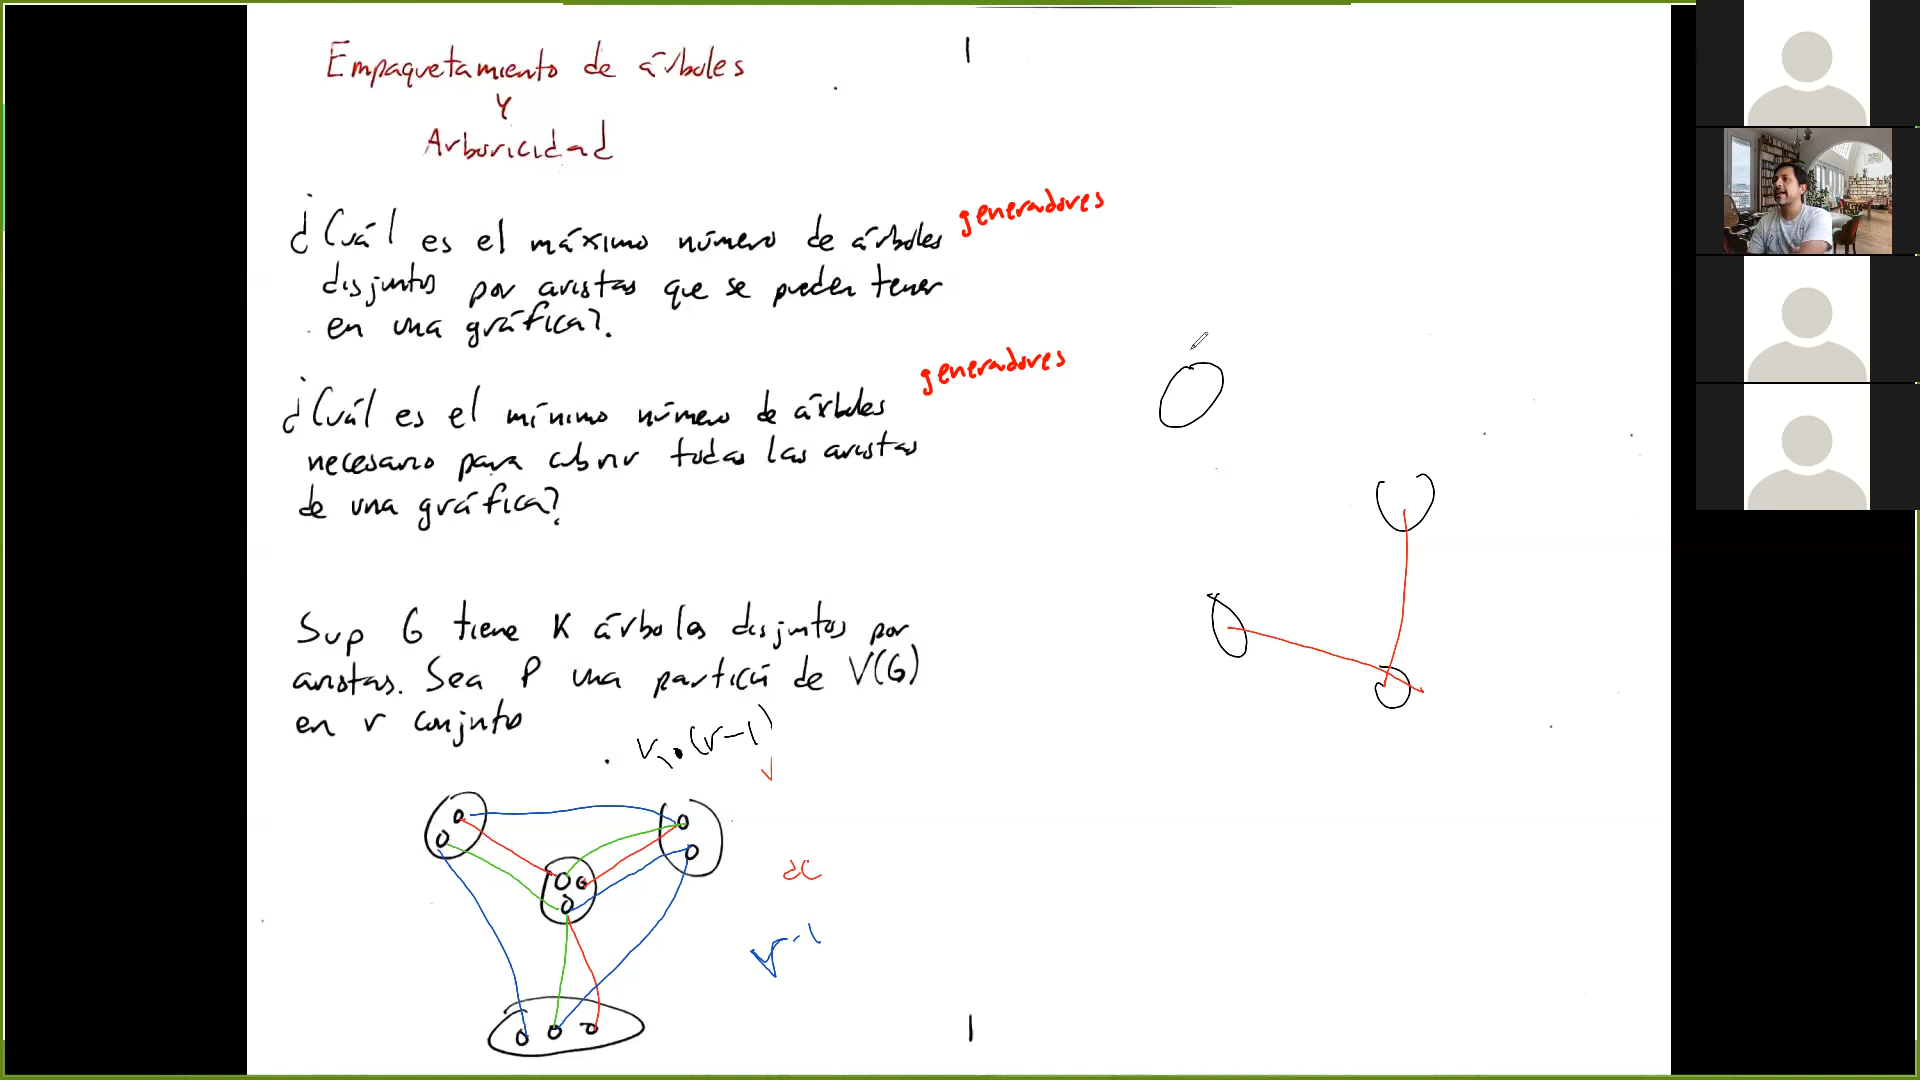 Empaquetamiento de árboles
Y
Arboricidad
¿Cuál es el máximo número de árboles generadores
disjuntos por aristas que se pueden tener
en una gráfica?.
¿Cuál es el mínimo número de árboles generadores
necesario para cubrir todas las aristas
de una gráfica?
Sup G tiene K árboles disjuntos por
aristas. Sea P una partició de V(G)
en r conjunto
(r-1)
r-1